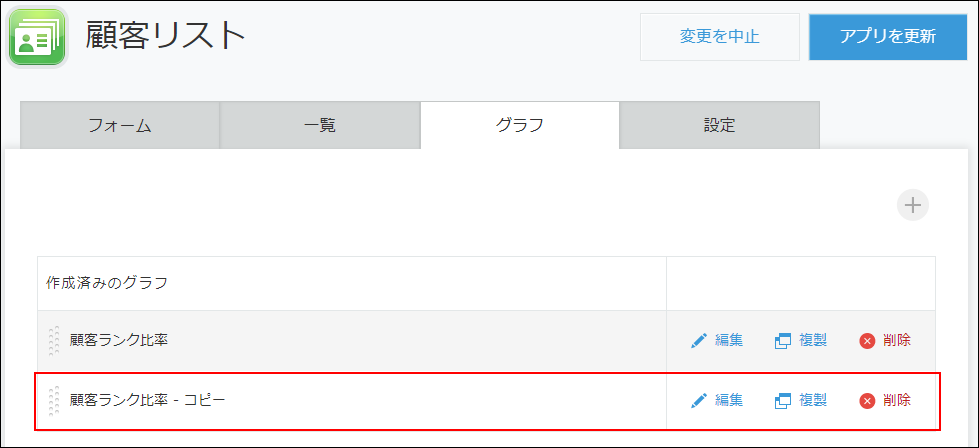 顧客リスト
変更を中止
アプリを更新
フォーム
一覧
グラフ
設定
作成済みのグラフ
顧客ランク比率
編集
複製
削除
顧客ランク比率 - コピー
編集
複製
削除